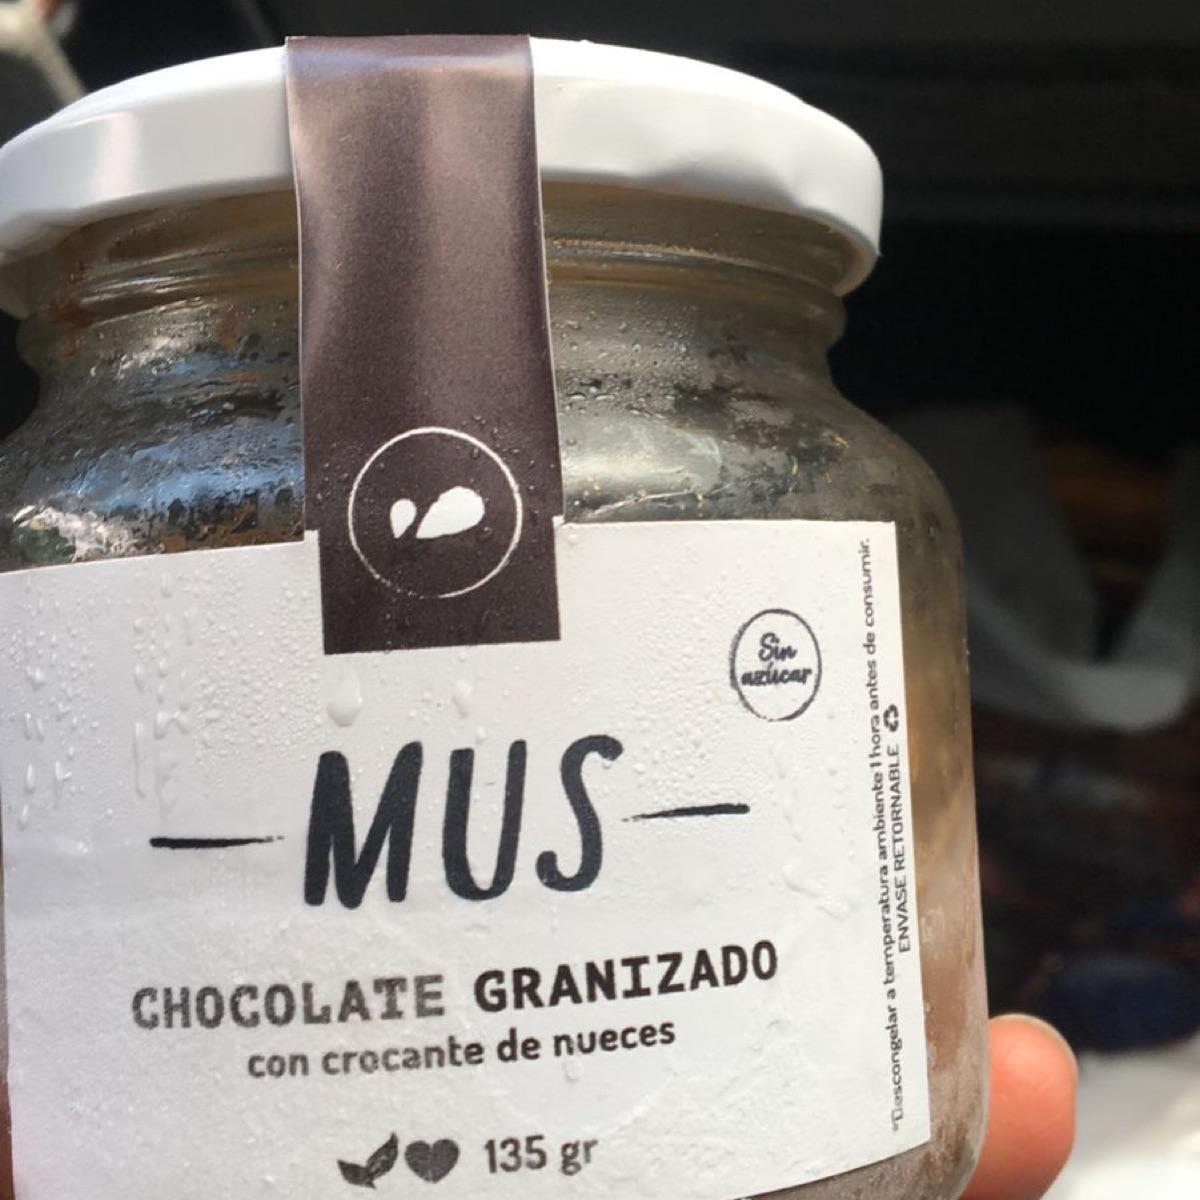 Sin
azúcar
MUS
CHOCOLATE GRANIZADO
con crocante de nueces
135 gr
*Descongelar a temperatura ambiente 1 hora antes de consumir.
ENVASE RETORNABLE